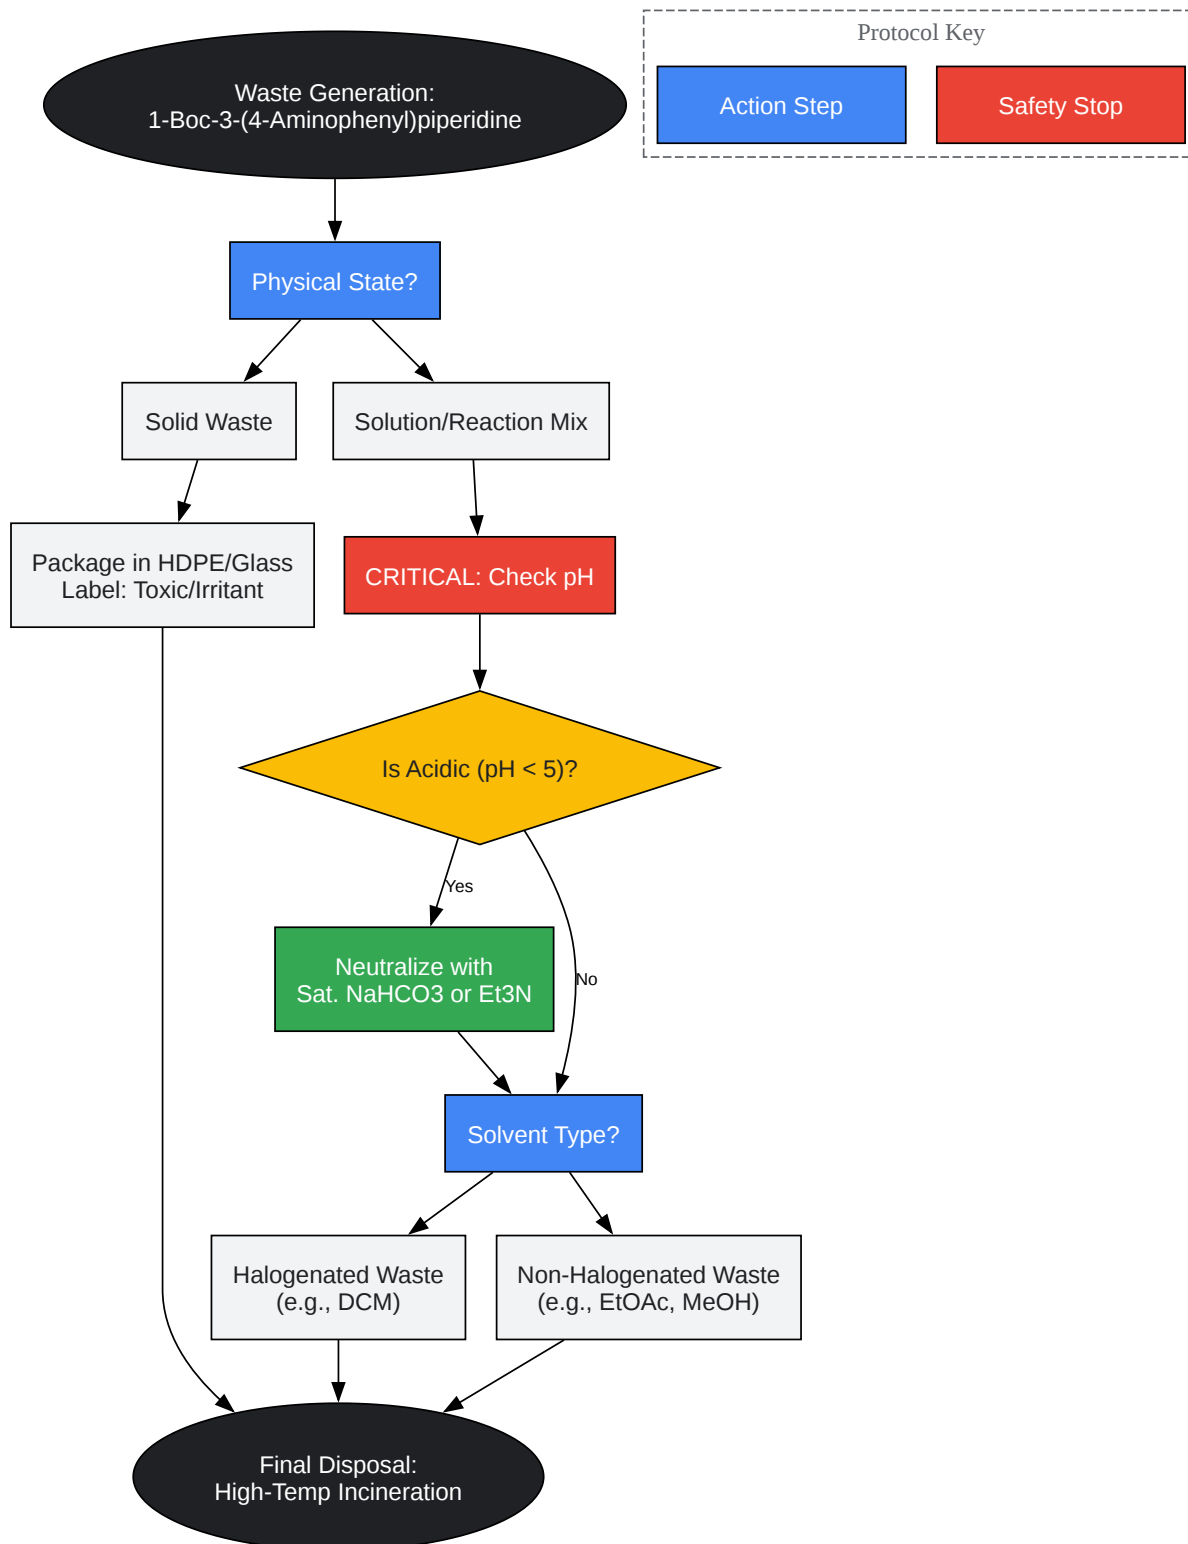 Waste Generation:
1-Boc-3-(4-Aminophenyl)piperidine
Protocol Key
Action Step
Safety Stop
Physical State?
Solid Waste
Solution/Reaction Mix
Package in HDPE/Glass
Label: Toxic/Irritant
CRITICAL: Check pH
Is Acidic (pH < 5)?
Yes
No
Neutralize with
Sat. NaHCO3 or Et3N
Solvent Type?
Halogenated Waste
(e.g., DCM)
Non-Halogenated Waste
(e.g., EtOAc, MeOH)
Final Disposal:
High-Temp Incineration